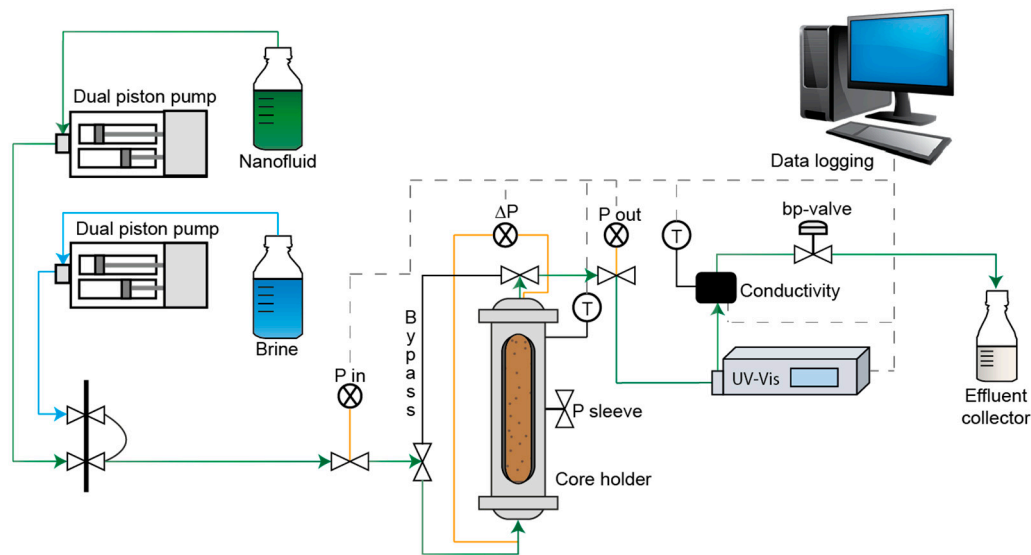 Dual piston pump
Nanofluid
Dual piston pump
Brine
Data logging
ΔP
P out
T
bp-valve
Conductivity
T
Bypass
P in
P sleeve
UV-Vis
Core holder
Effluent
collector